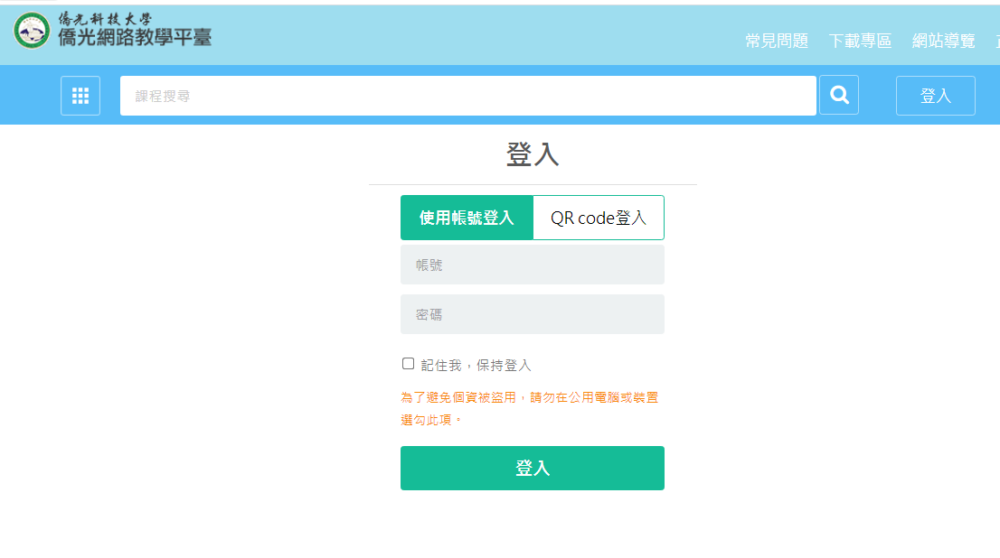 僑光科技大學
僑光網路教學平臺
常見問題 下載專區 網站導覽
課程搜尋
登入
登入
使用帳號登入 QR code登入
帳號
密碼
記住我，保持登入
為了避免個資被盜用，請勿在公用電腦或裝置
選勾此項。
登入